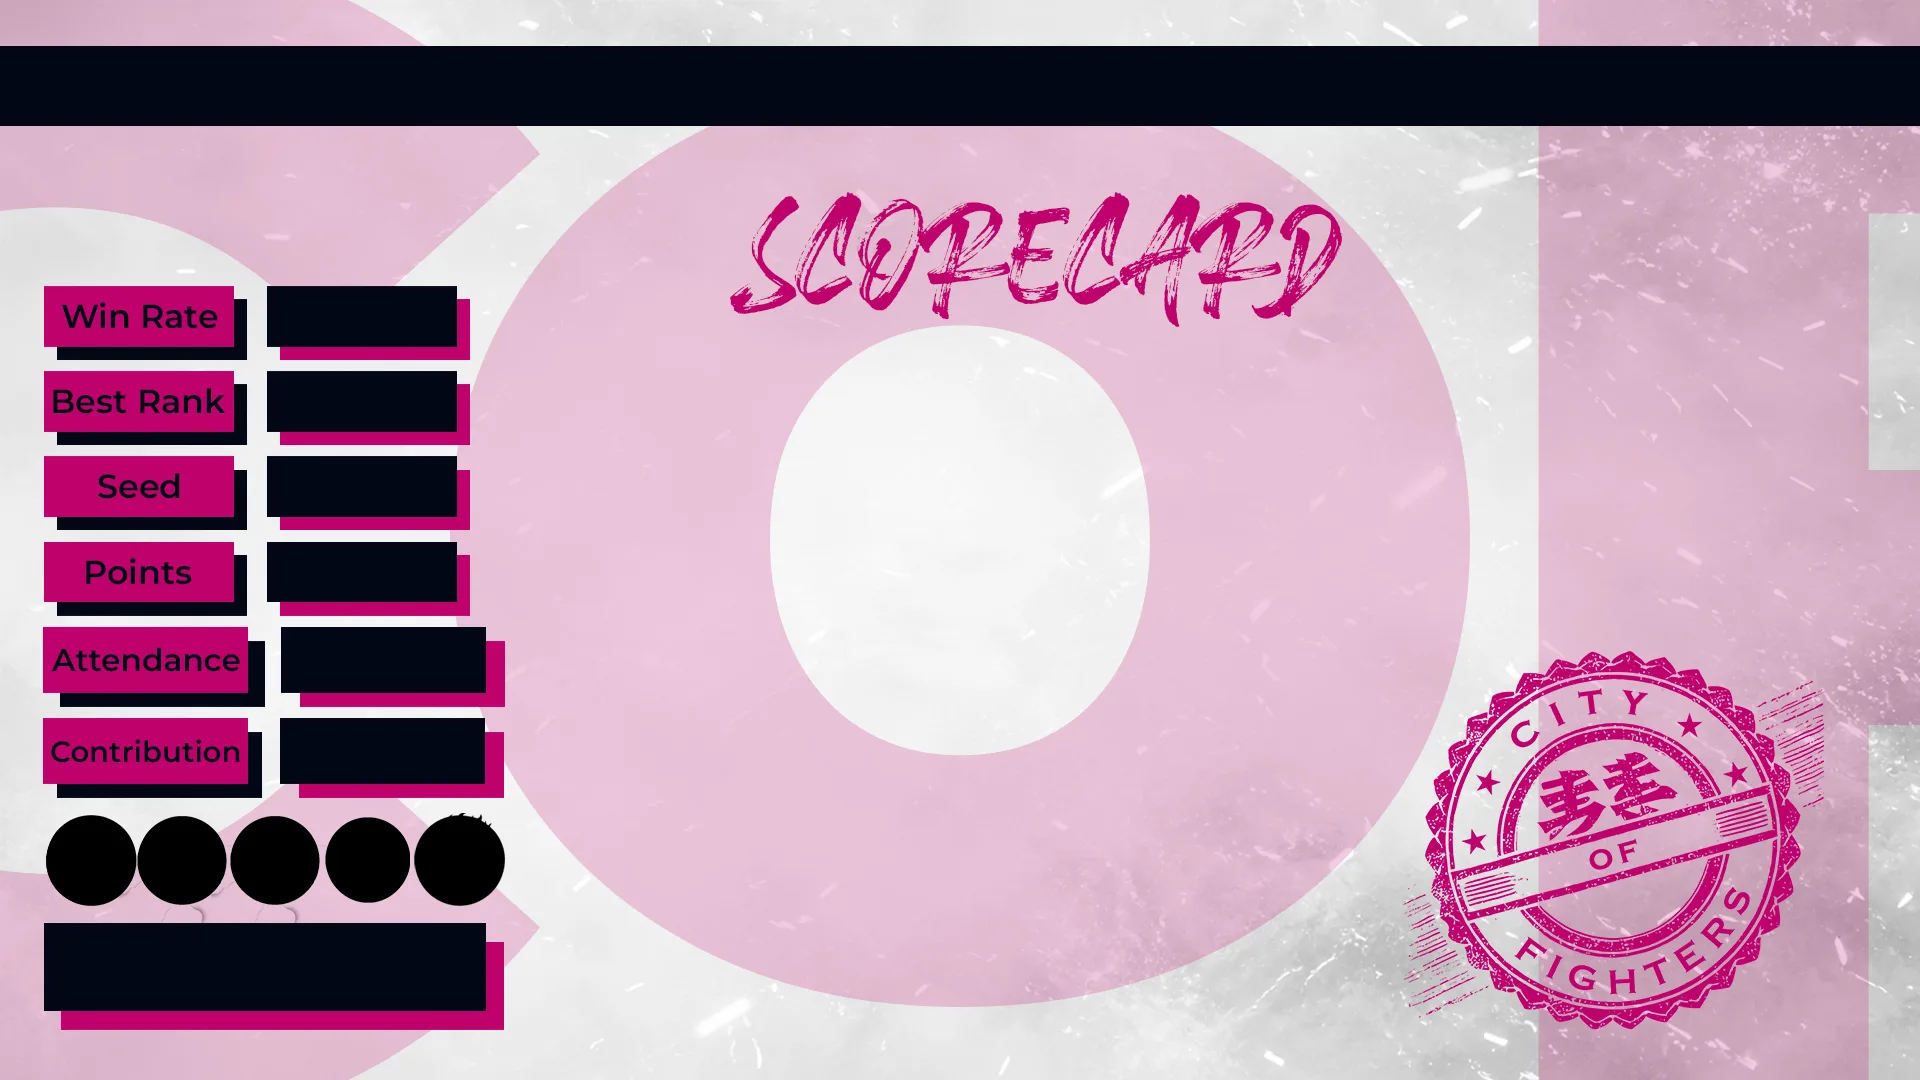 SCORECARD
Win Rate
Best Rank
Seed
Points
Attendance
Contribution
CITY
OF
FIGHTERS